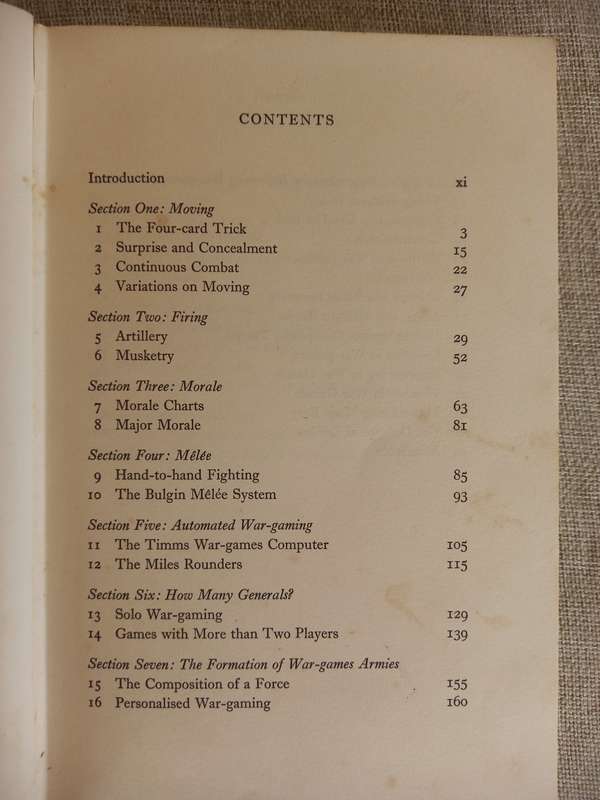 CONTENTS
Introduction xi
Section One: Moving
1 The Four-card Trick 3
2 Surprise and Concealment 15
3 Continuous Combat 22
4 Variations on Moving 27
Section Two: Firing
5 Artillery 29
6 Musketry 52
Section Three: Morale
7 Morale Charts 63
8 Major Morale 81
Section Four: Mêlée
9 Hand-to-hand Fighting 85
10 The Bulgin Mêlée System 93
Section Five: Automated War-gaming
11 The Timms War-games Computer 105
12 The Miles Rounders 115
Section Six: How Many Generals?
13 Solo War-gaming 129
14 Games with More than Two Players 139
Section Seven: The Formation of War-games Armies
15 The Composition of a Force 155
16 Personalised War-gaming 160